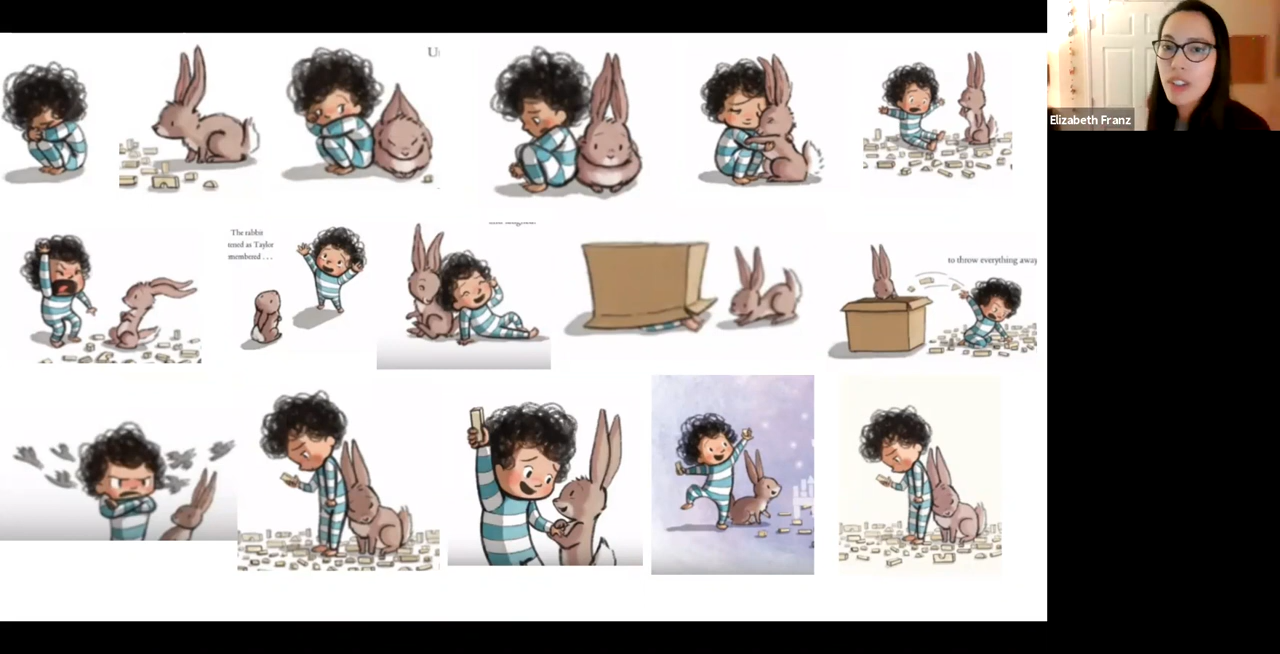 Elizabeth Franz
The rabbit
tened as Taylor
membered . . .
to throw everything away